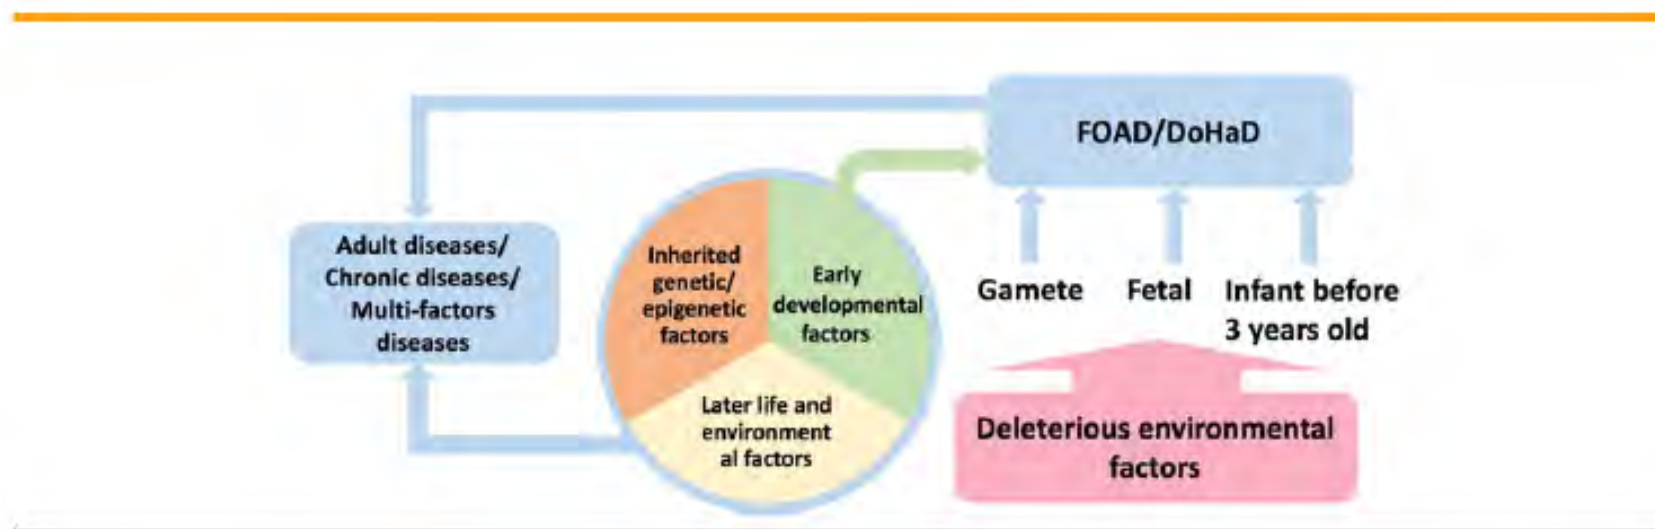 FOAD/DoHaD
Adult diseases/
Chronic diseases/
Multi-factors
diseases
Inherited
genetic/
epigenetic
factors
Early
developmental
factors
Later life and
environment
al factors
Gamete
Fetal
Infant before
3 years old
Deleterious environmental
factors